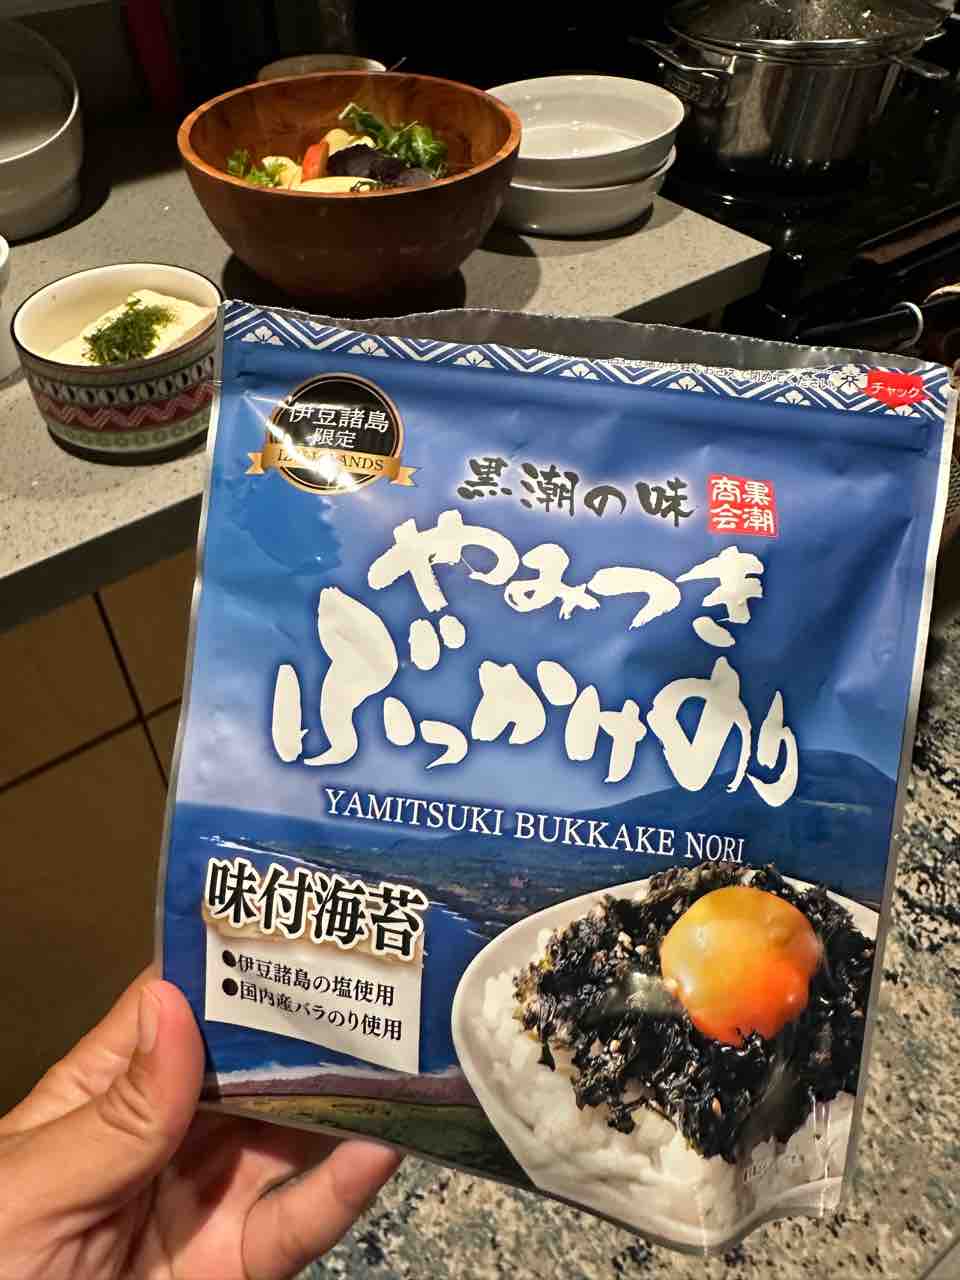 チャック
伊豆諸島
限定
黒潮の味
黒潮
商会
やみつき
ぶっかけのり
YAMITSUKI BUKKAKE NORI
味付海苔
●伊豆諸島の塩使用
●国内産バラのり使用